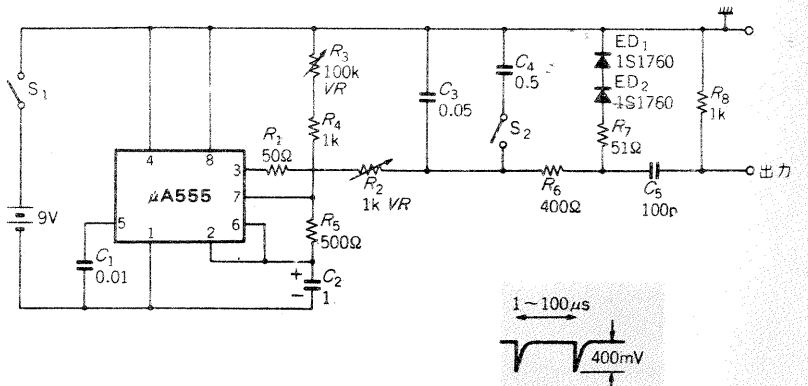 S1
9V
C1
0.01
μA555
4
8
3
7
6
5
1
2
R1
50Ω
R3
100k
VR
R4
1k
R2
1k VR
R5
500Ω
+
−
C2
1
C3
0.05
C4
0.5
S2
ED1
1S1760
ED2
1S1760
R7
51Ω
R8
1k
R6
400Ω
C5
100p
出力
1~100μs
400mV